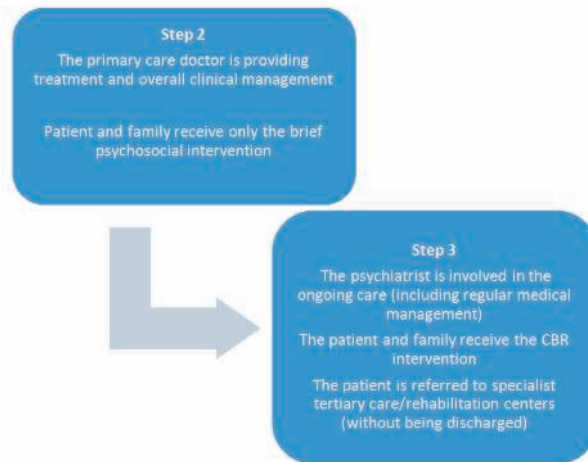 Step 2
The primary care doctor is providing
treatment and overall clinical management
Patient and family receive only the brief
psychosocial intervention
Step 3
The psychiatrist is involved in the
ongoing care (including regular medical
management)
The patient and family receive the CBR
intervention
The patient is referred to specialist
tertiary care/rehabilitation centers
(without being discharged)